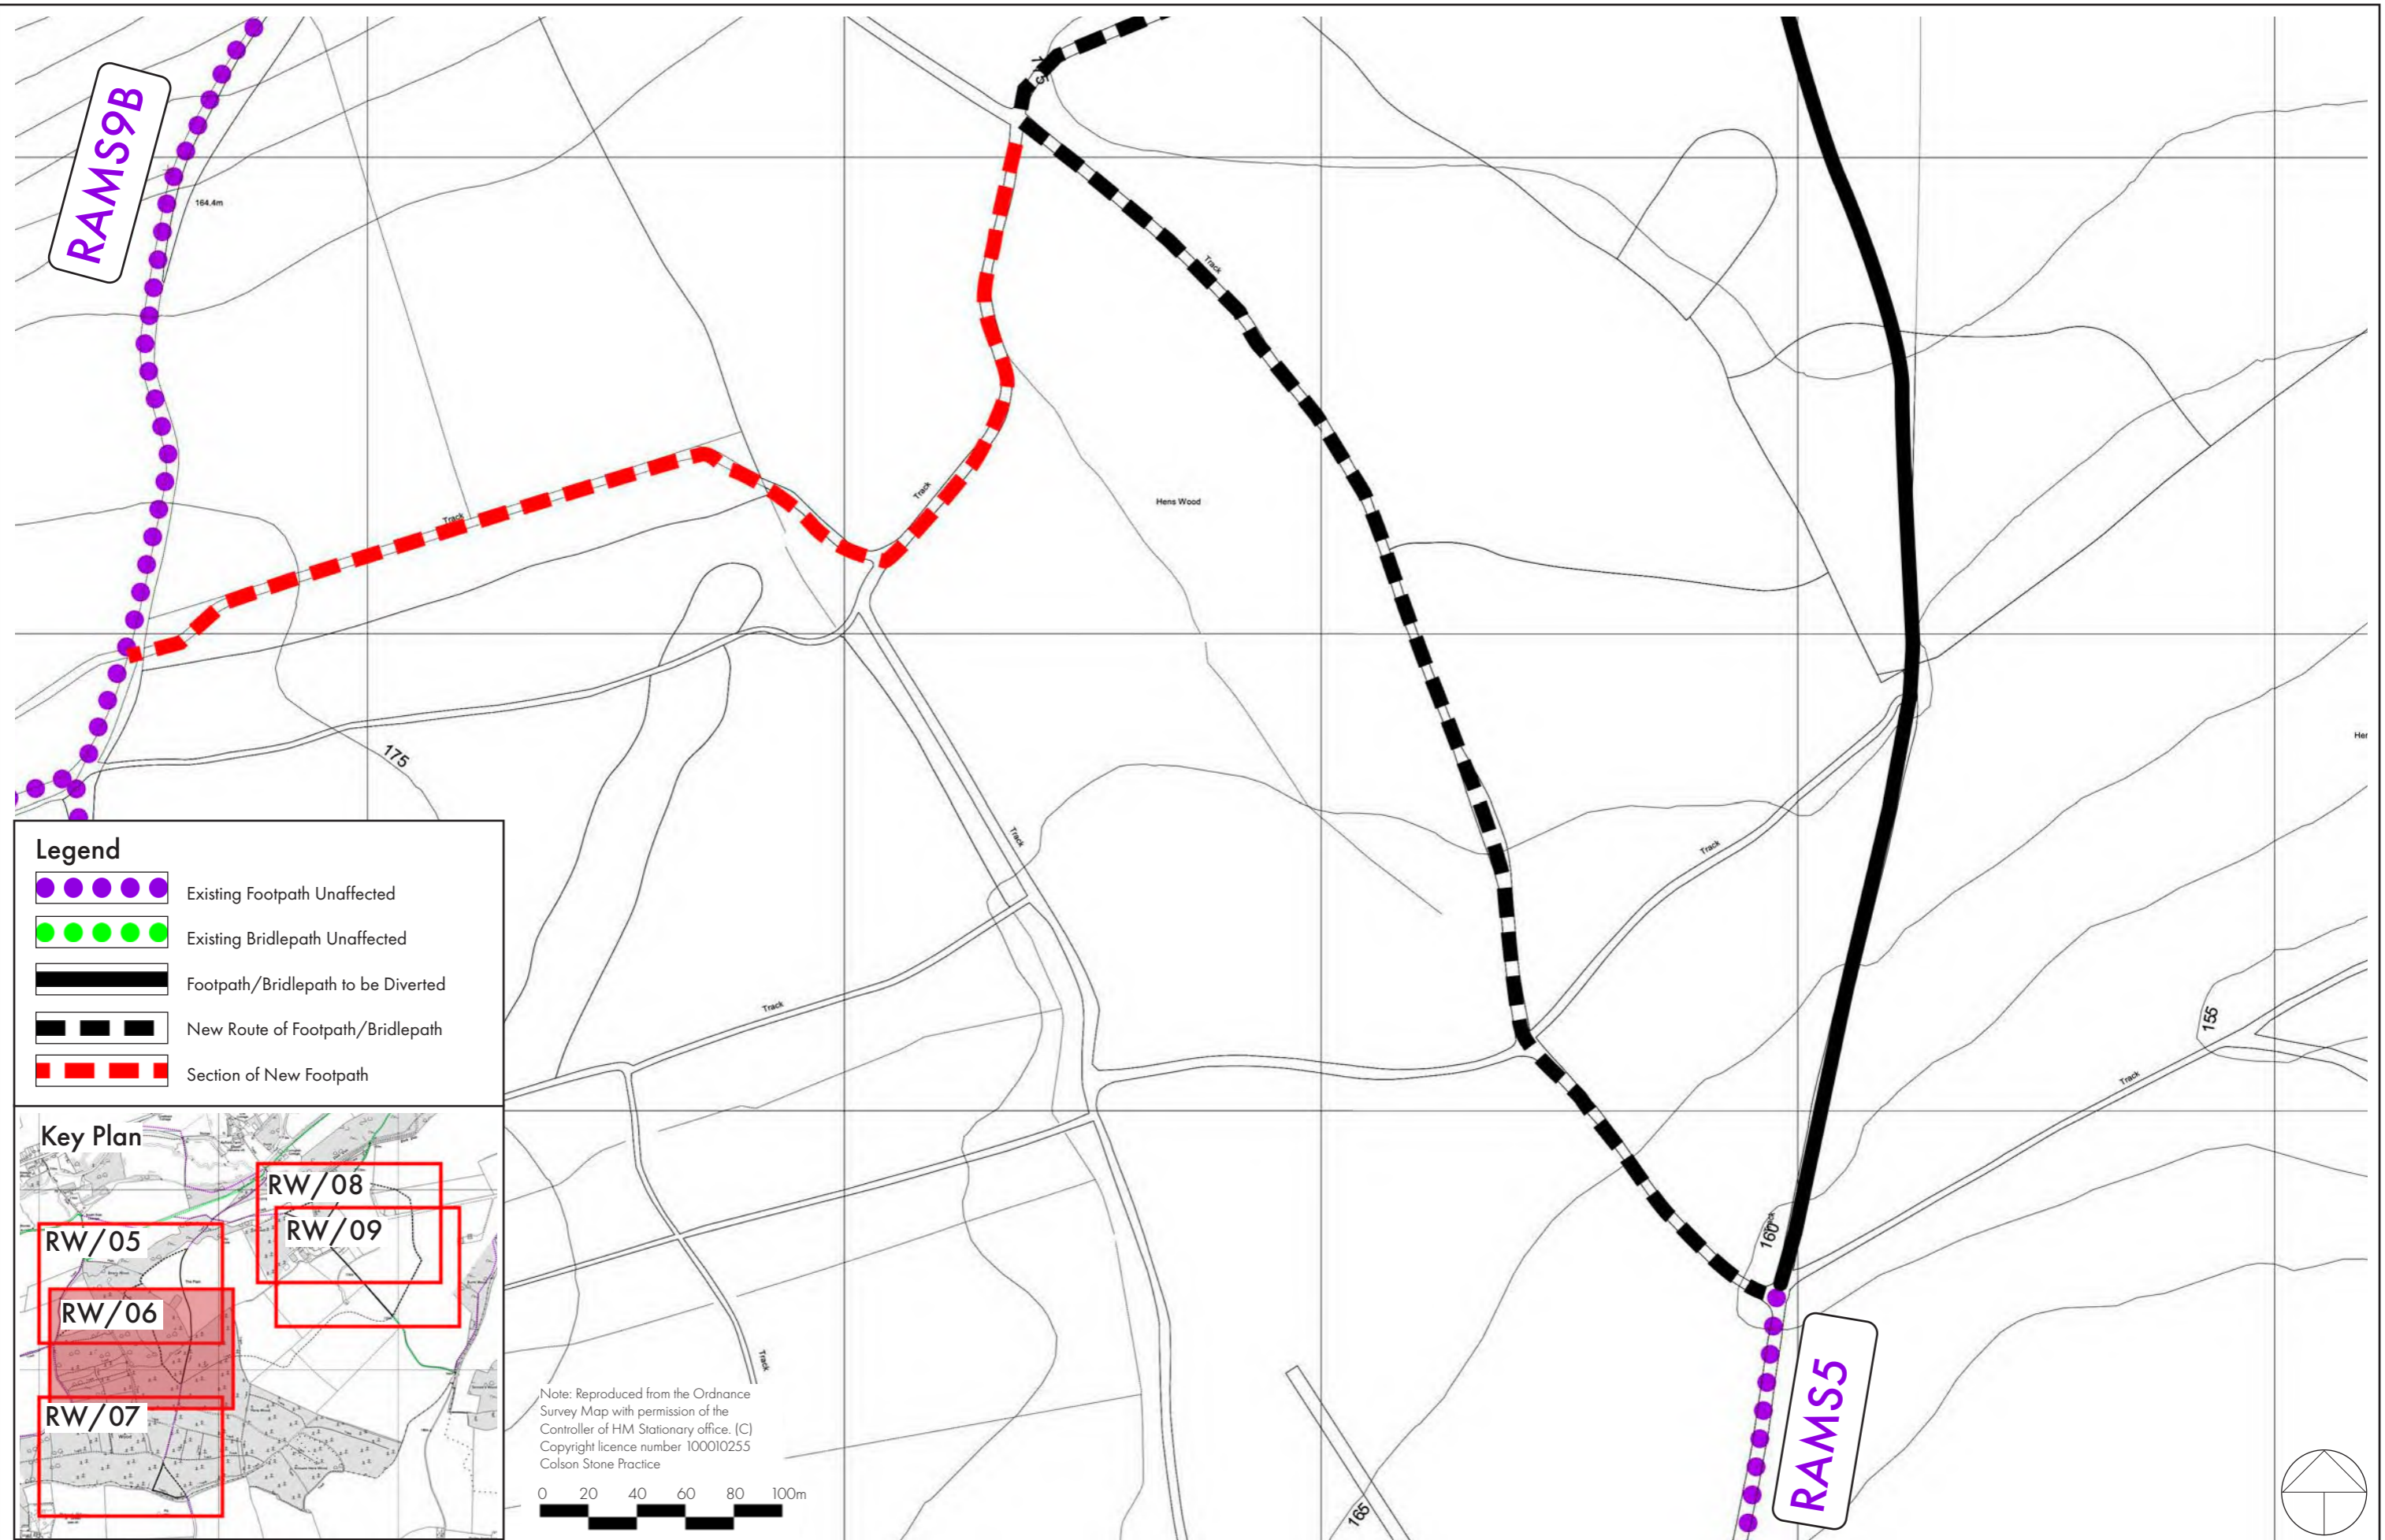 RAMS9B
175
164.4m
Track
Track
Track
Hens Wood
175
Track
Track
Her
Track
155
Track
160
RAMS5
165
Track
Legend
Existing Footpath Unaffected
Existing Bridlepath Unaffected
Footpath/Bridlepath to be Diverted
New Route of Footpath/Bridlepath
Section of New Footpath
Key Plan
RW/08
RW/09
RW/05
RW/06
RW/07
Note: Reproduced from the Ordnance
Survey Map with permission of the
Controller of HM Stationary office. (C)
Copyright licence number 100010255
Colson Stone Practice
0 20 40 60 80 100m